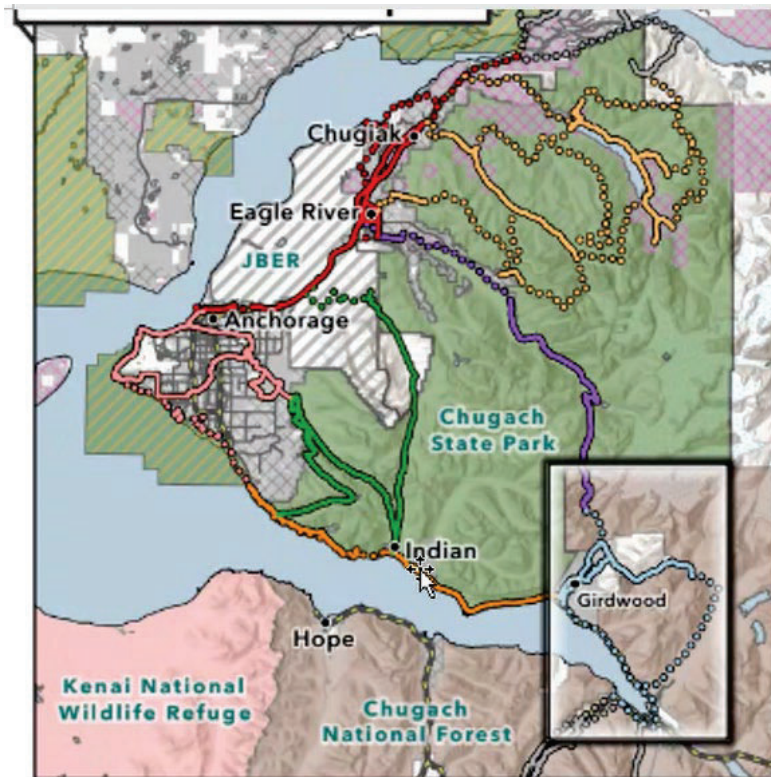 Chugiak
Eagle River
JBER
Anchorage
Chugach
State Park
Indian
Girdwood
Hope
Kenai National
Wildlife Refuge
Chugach
National Forest